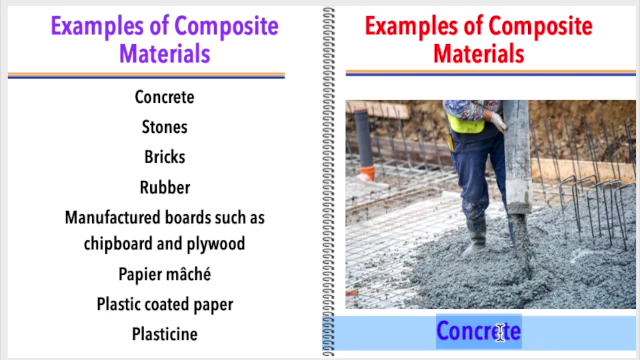 Examples of Composite
Materials
Concrete
Stones
Bricks
Rubber
Manufactured boards such as
chipboard and plywood
Papier mâché
Plastic coated paper
Plasticine
Examples of Composite
Materials
Concrete